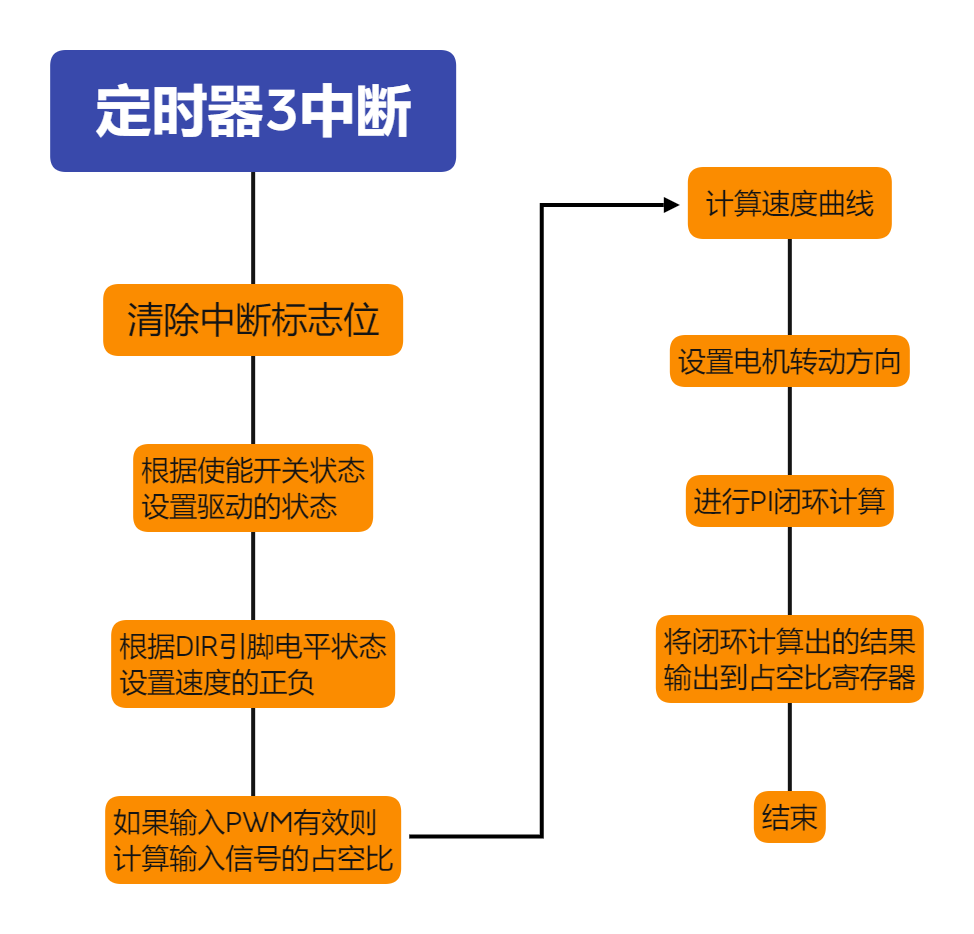 定时器3中断
清除中断标志位
根据使能开关状态
设置驱动的状态
根据DIR引脚电平状态
设置速度的正负
如果输入PWM有效则
计算输入信号的占空比
计算速度曲线
设置电机转动方向
进行PI闭环计算
将闭环计算出的结果
输出到占空比寄存器
结束